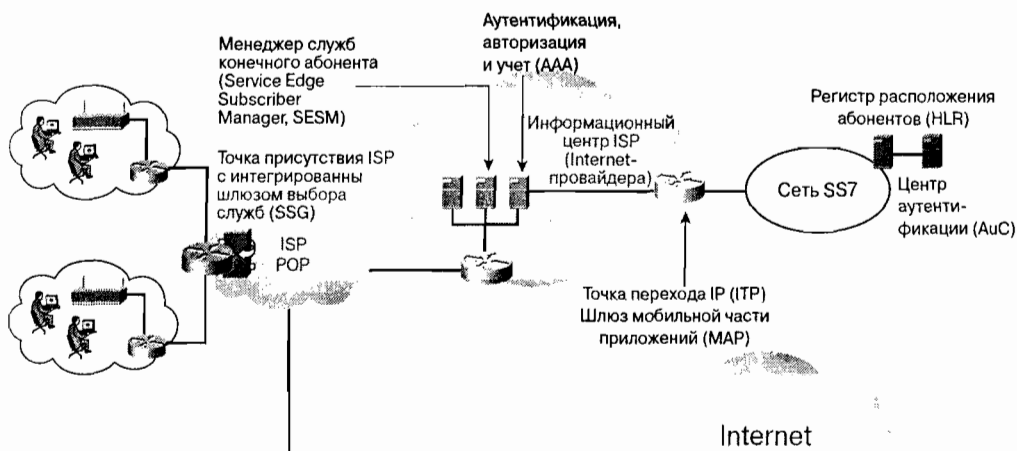 Менеджер служб
конечного абонента
(Service Edge
Subscriber
Manager, SESM)
Аутентификация,
авторизация
и учет (AAA)
Точка присутствия ISP
с интегрированны
шлюзом выбора
служб (SSG)
ISP
POP
Информационный
центр ISP
(Internet-
провайдера)
Регистр расположения
абонентов (HLR)
Сеть SS7
Центр
аутенти-
фикации (AuC)
Точка перехода IP (ITP)
Шлюз мобильной части
приложений (MAP)
Internet